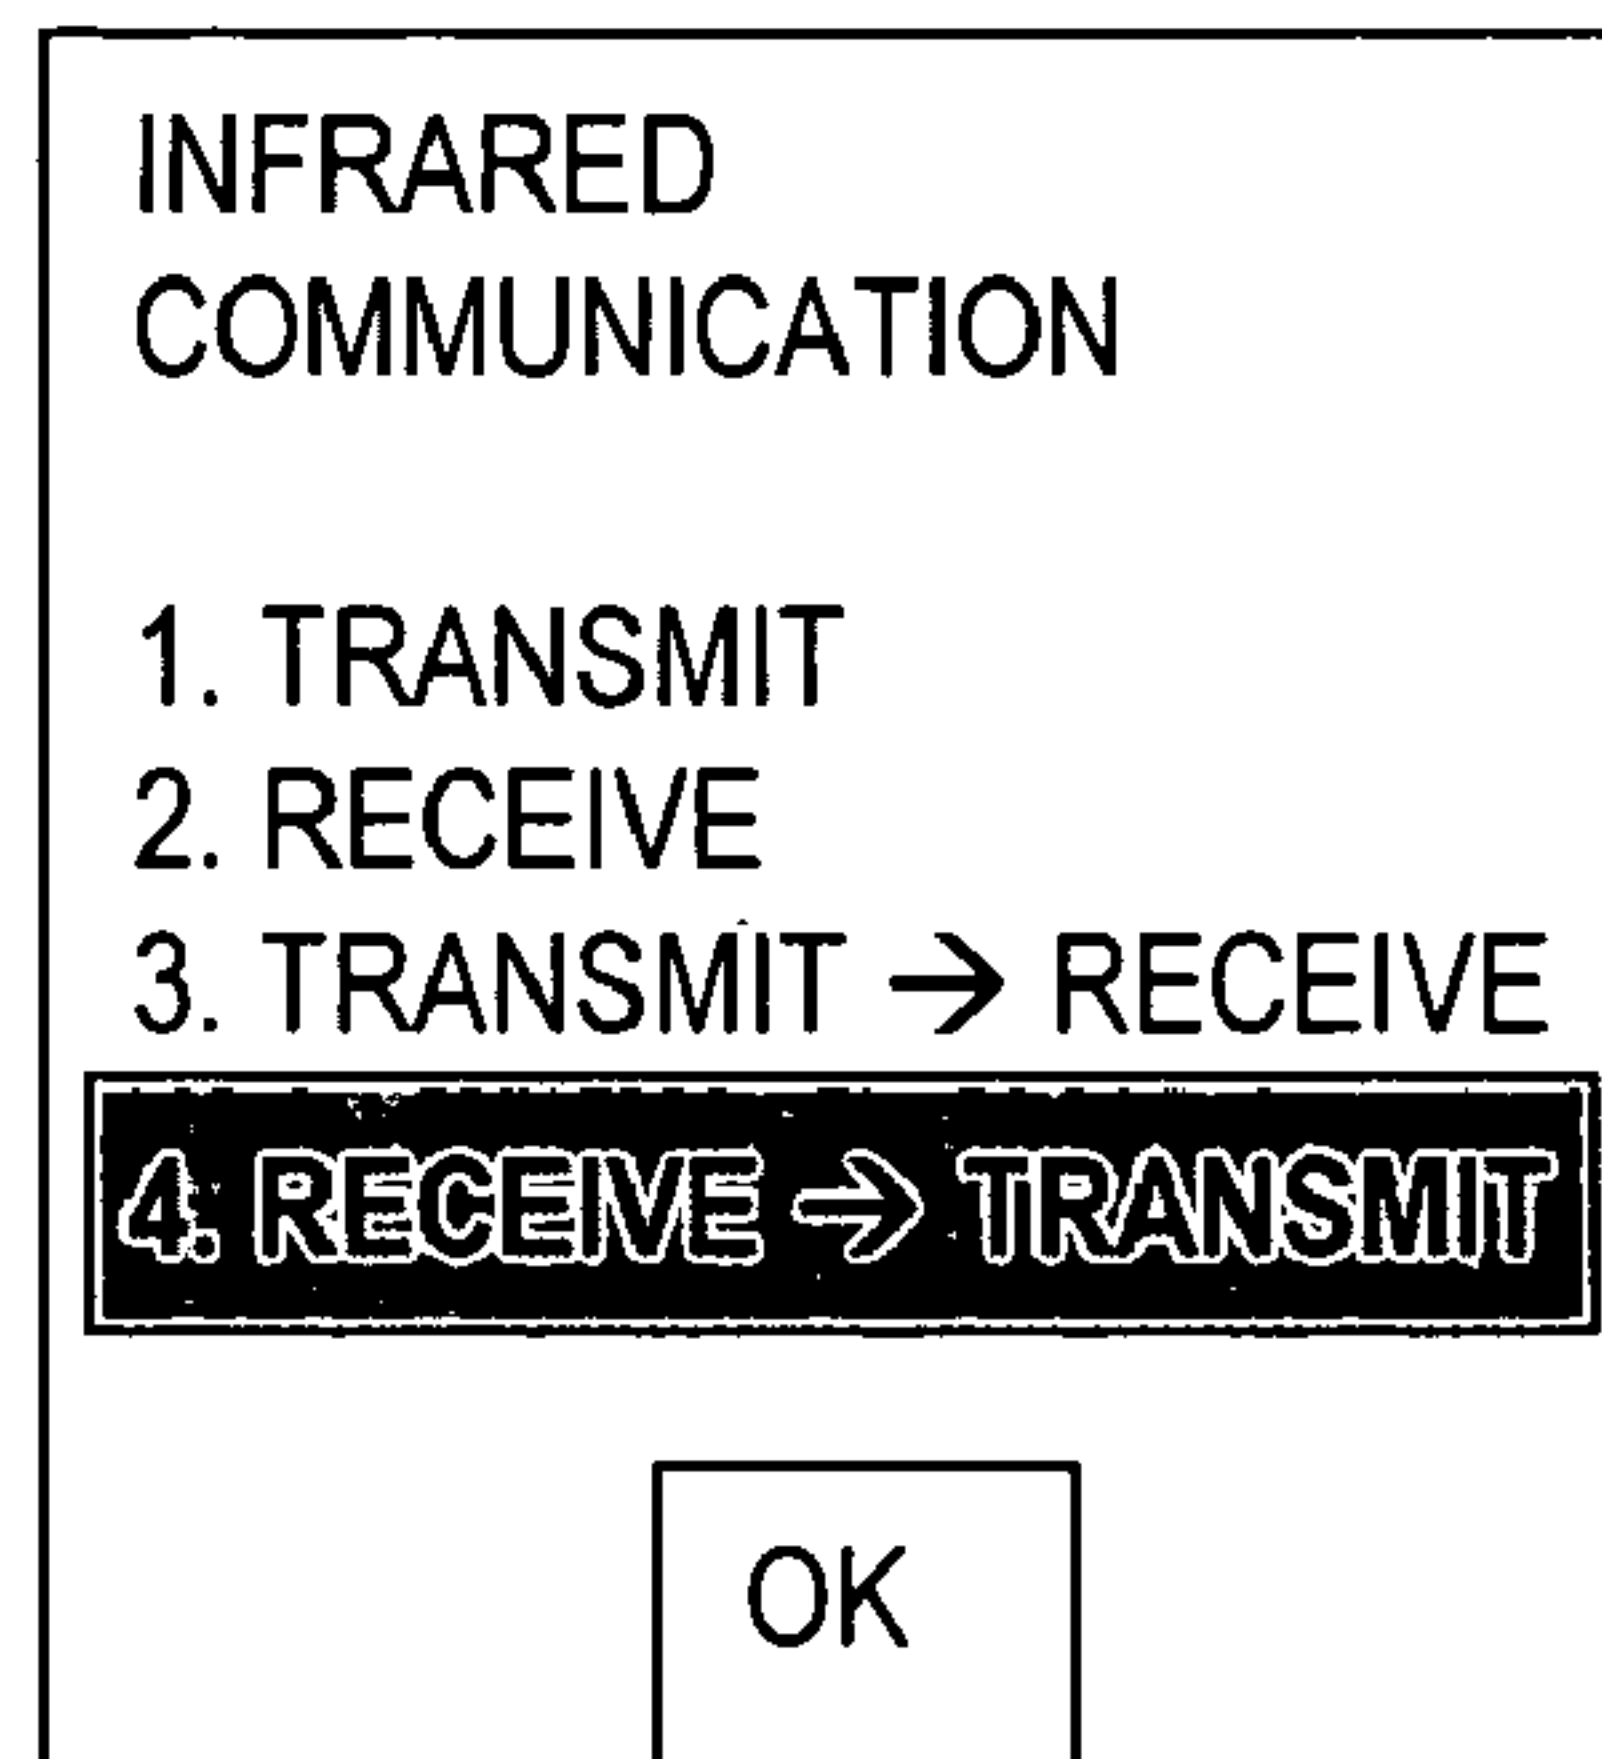 INFRARED
COMMUNICATION
1. TRANSMIT
2. RECEIVE
3. TRANSMIT → RECEIVE
4. RECEIVE → TRANSMIT
OK